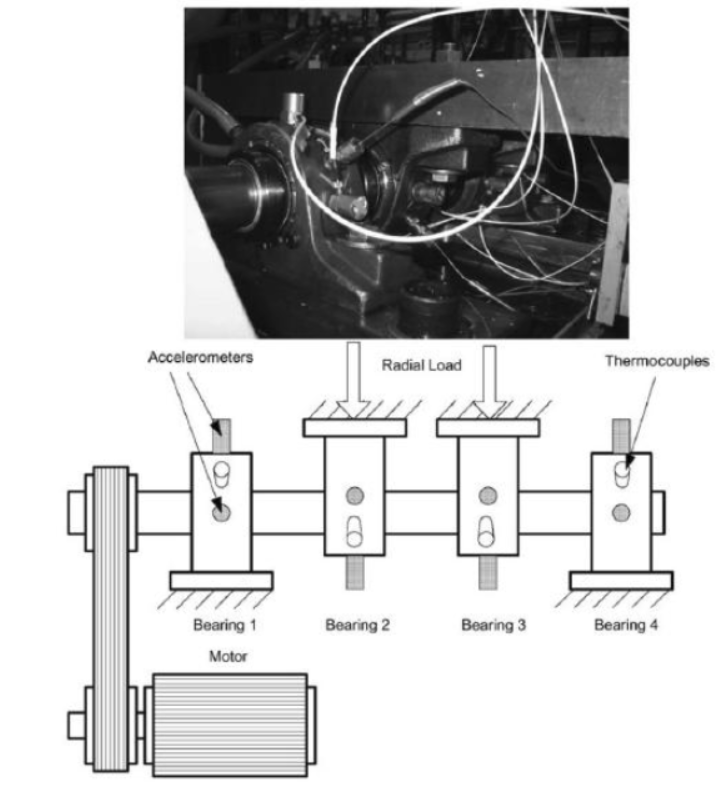 Accelerometers
Radial Load
Thermocouples
Bearing 1
Bearing 2
Bearing 3
Bearing 4
Motor